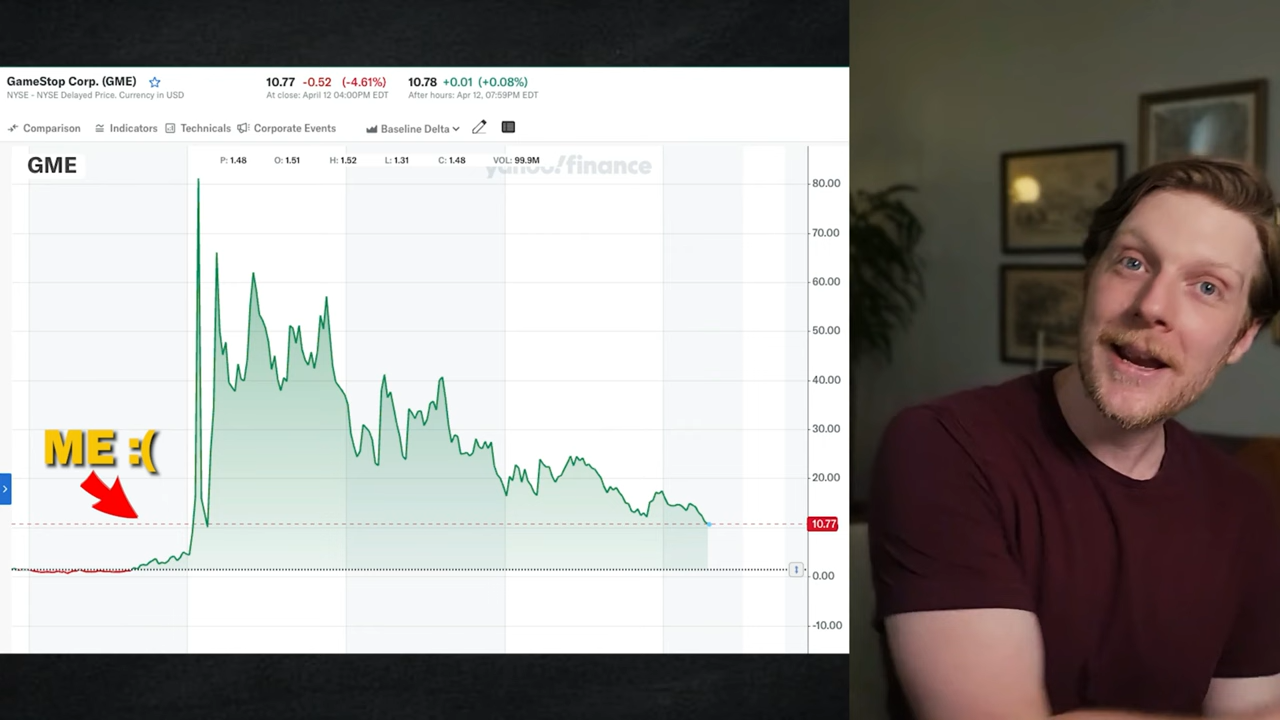 GameStop Corp. (GME)
10.77 -0.52 (-4.61%) 10.78 +0.01 (+0.08%)
NYSE - NYSE Delayed Price. Currency in USD At close: April 12 04:00PM EDT After hours: Apr 12, 07:59PM EDT
Comparison Indicators Technicals Corporate Events Baseline Delta
GME
P: 1.48 O: 1.51 H: 1.52 L: 1.31 C: 1.48 VOL: 99.9M
yahoo!finance
80.00
70.00
60.00
50.00
40.00
30.00
ME :(
20.00
10.77
0.00
-10.00